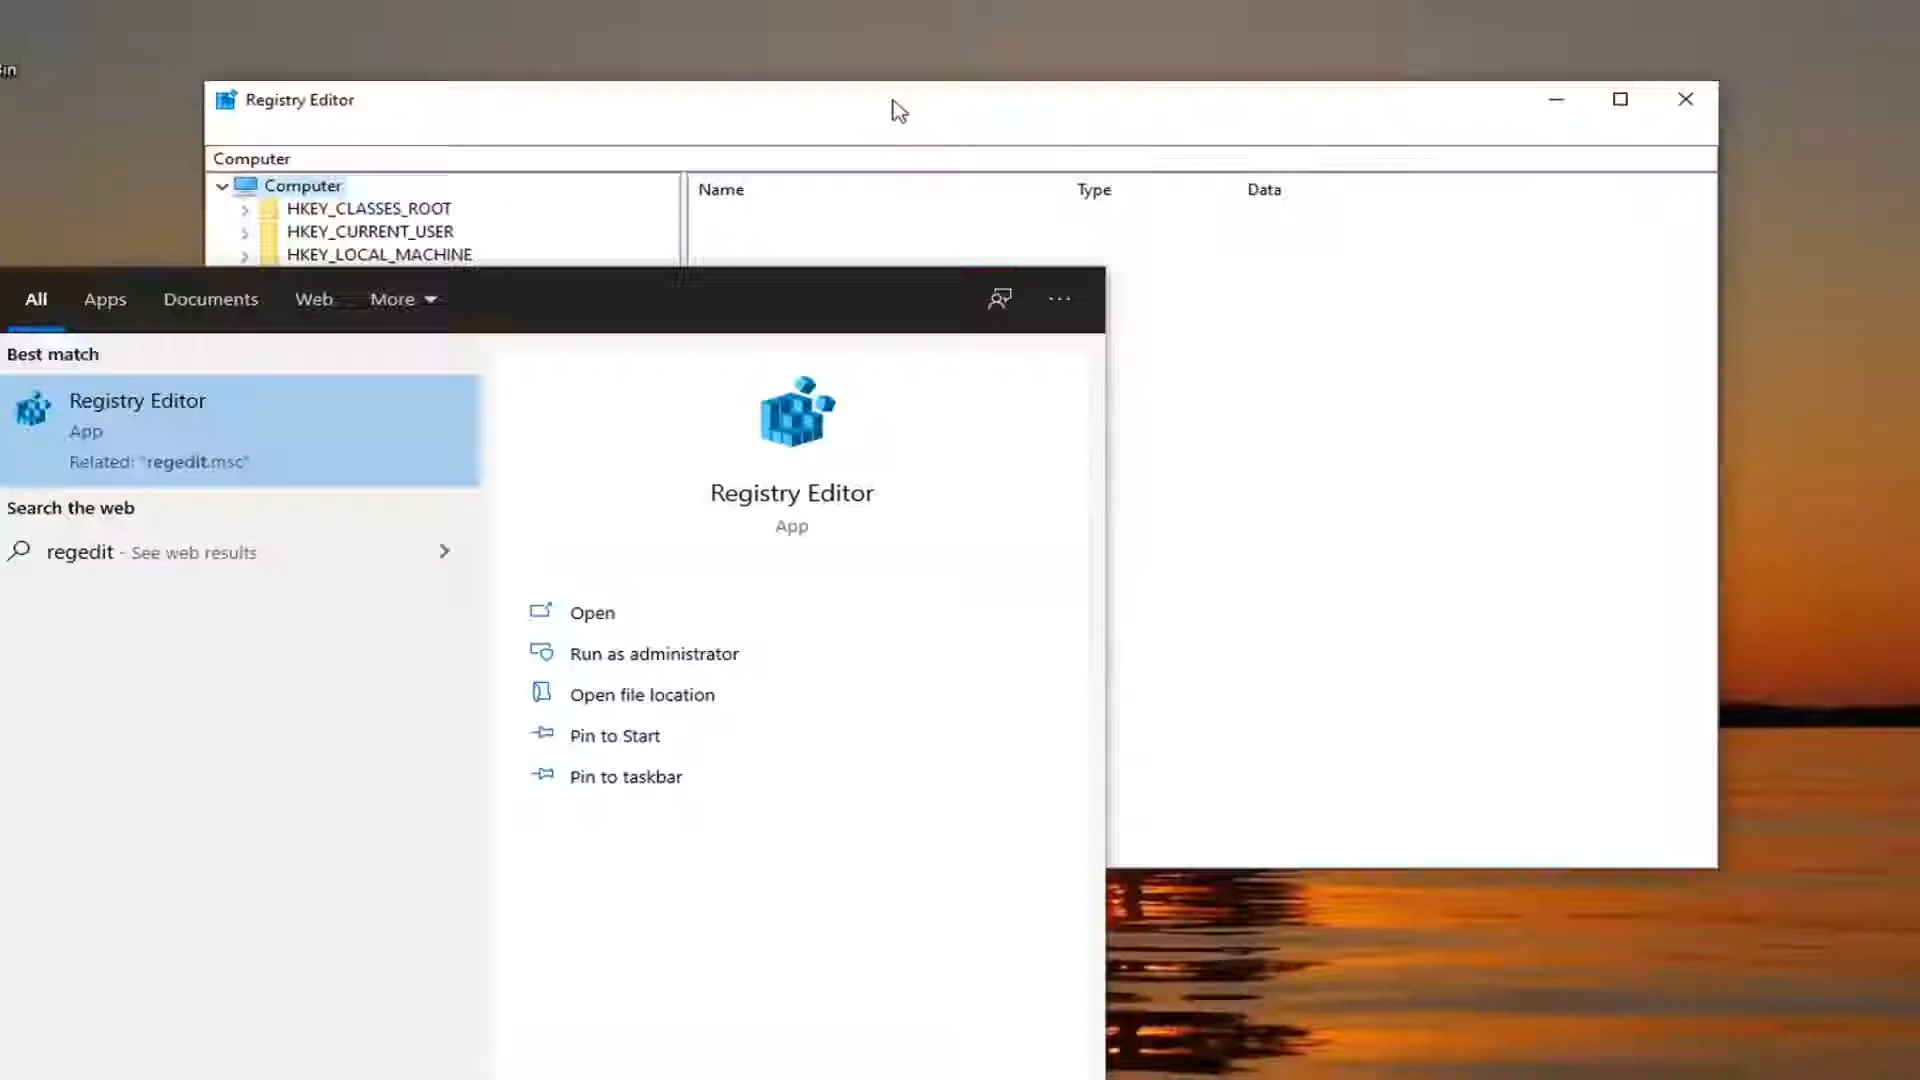 in
Registry Editor
Computer
Computer
HKEY_CLASSES_ROOT
HKEY_CURRENT_USER
HKEY_LOCAL_MACHINE
Name Type Data
All Apps Documents Web More
Best match
Registry Editor
App
Related: "regedit.msc"
Search the web
regedit - See web results
Registry Editor
App
Open
Run as administrator
Open file location
Pin to Start
Pin to taskbar